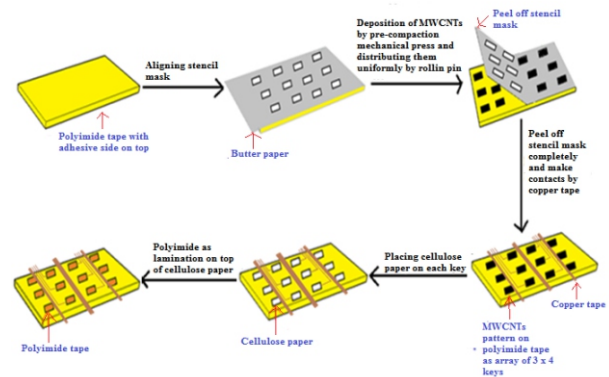 Aligning stencil
mask
Polyimide tape with
adhesive side on top
Butter paper
Deposition of MWCNTs
by pre-compaction
mechanical press and
distributing them
uniformly by rollin pin
Peel off stencil
mask
Peel off
stencil mask
completely
and make
contacts by
copper tape
Copper tape
MWCNTs
pattern on
polyimide tape
as array of 3 x 4
keys
Placing cellulose
paper on each key
Cellulose paper
Polyimide as
lamination on top
of cellulose paper
Polyimide tape